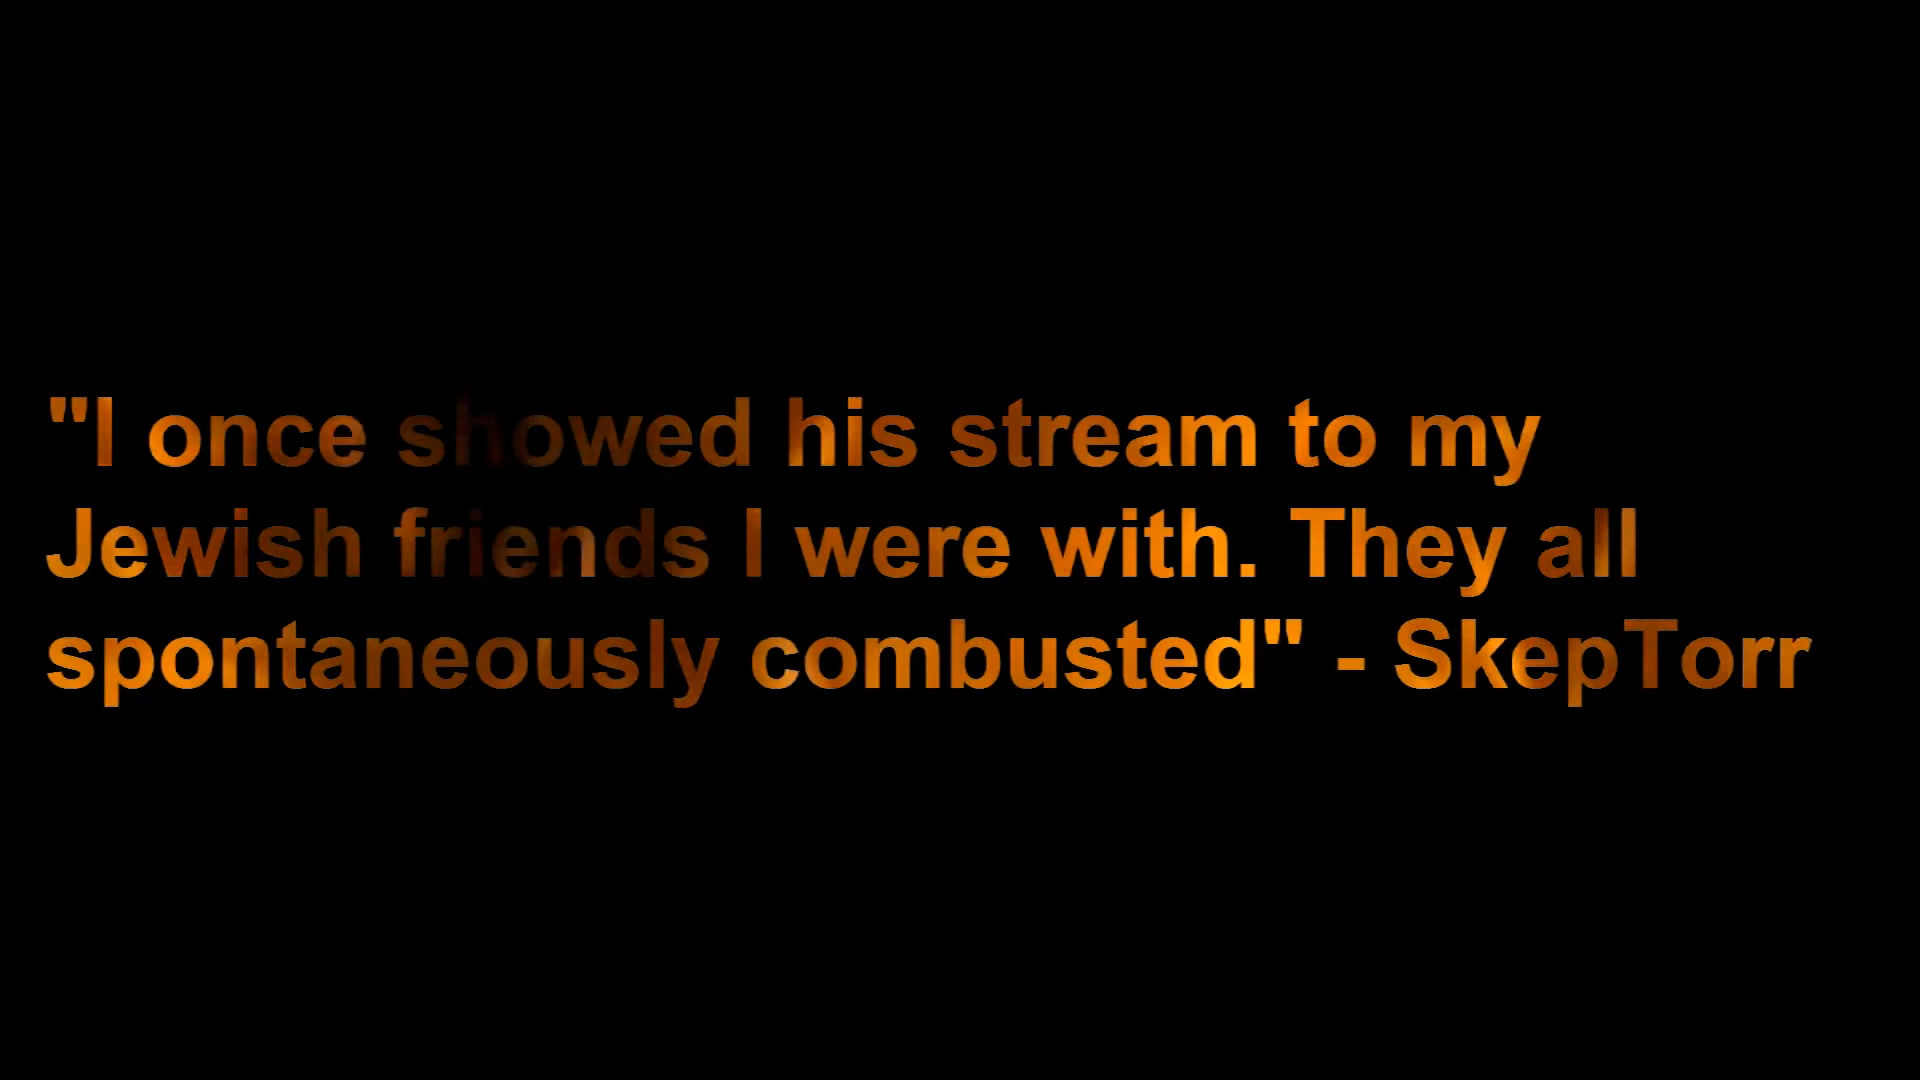 "I once showed his stream to my
Jewish friends I were with. They all
spontaneously combusted" - SkepTorr